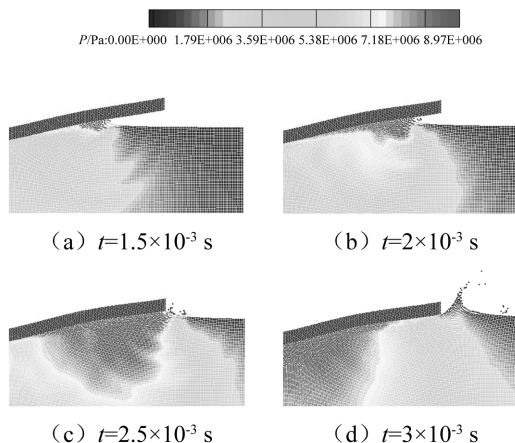 P/Pa:0.00E+000 1.79E+006 3.59E+006 5.38E+006 7.18E+006 8.97E+006
(a) t=1.5×10⁻³ s (b) t=2×10⁻³ s
(c) t=2.5×10⁻³ s (d) t=3×10⁻³ s